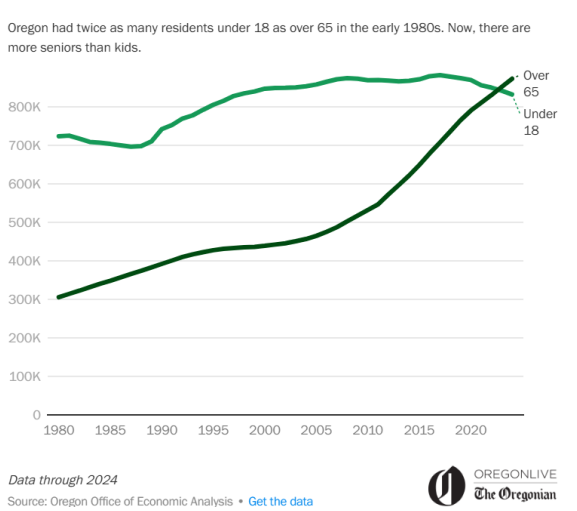 Oregon had twice as many residents under 18 as over 65 in the early 1980s. Now, there are
more seniors than kids.
Over
65
Under
18
800K
700K
600K
500K
400K
300K
200K
100K
0
1980 1985 1990 1995 2000 2005 2010 2015 2020
Data through 2024
Source: Oregon Office of Economic Analysis • Get the data
OREGONLIVE
The Oregonian